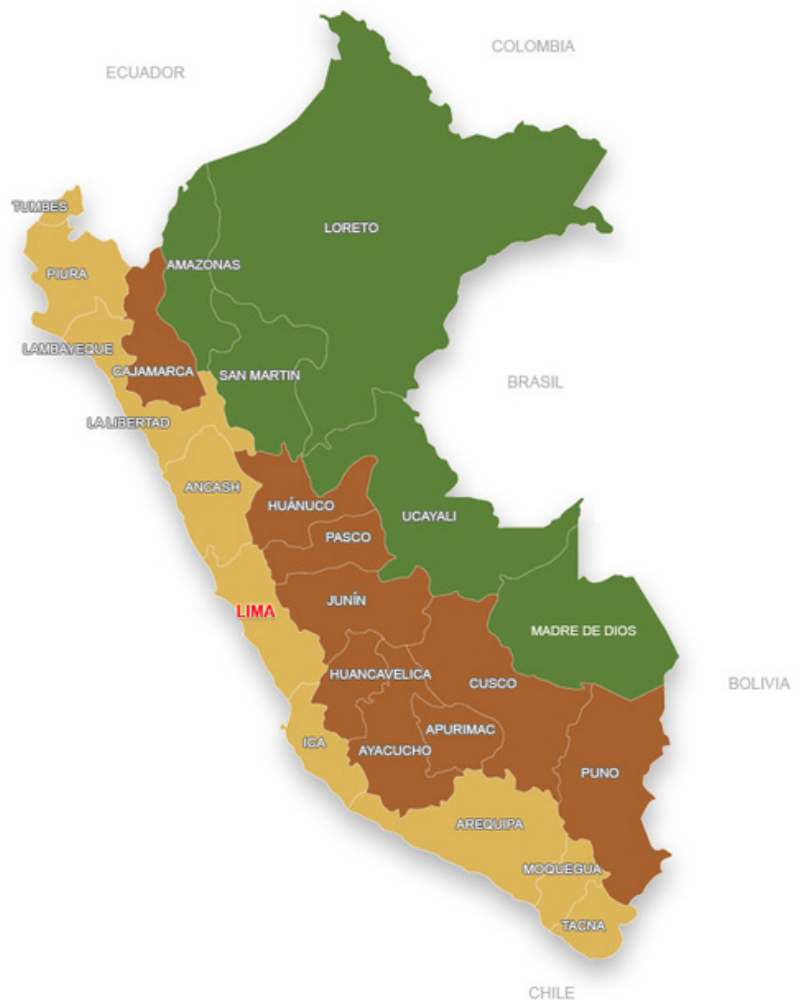 COLOMBIA
ECUADOR
TUMBES
LORETO
AMAZONAS
PIURA
LAMBAYEQUE
CAJAMARCA
SAN MARTIN
BRASIL
LA LIBERTAD
ANCASH
HUÁNUCO
UCAYALI
PASCO
JUNÍN
LIMA
MADRE DE DIOS
HUANCAVELICA
CUSCO
BOLIVIA
APURIMAC
ICA
AYACUCHO
PUNO
AREQUIPA
MOQUEGUA
TACNA
CHILE